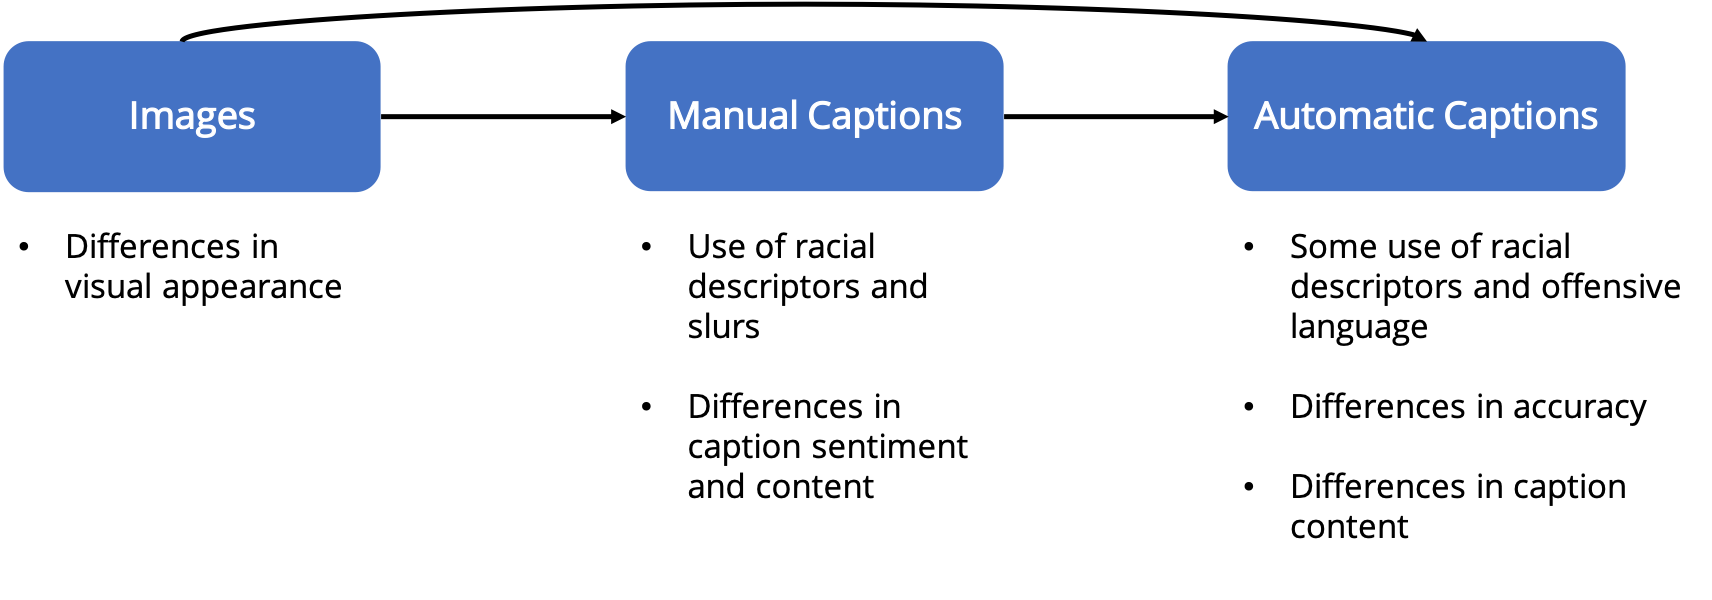 Images
Manual Captions
Automatic Captions
• Differences in
visual appearance
• Use of racial
descriptors and
slurs
• Differences in
caption sentiment
and content
• Some use of racial
descriptors and offensive
language
• Differences in accuracy
• Differences in caption
content